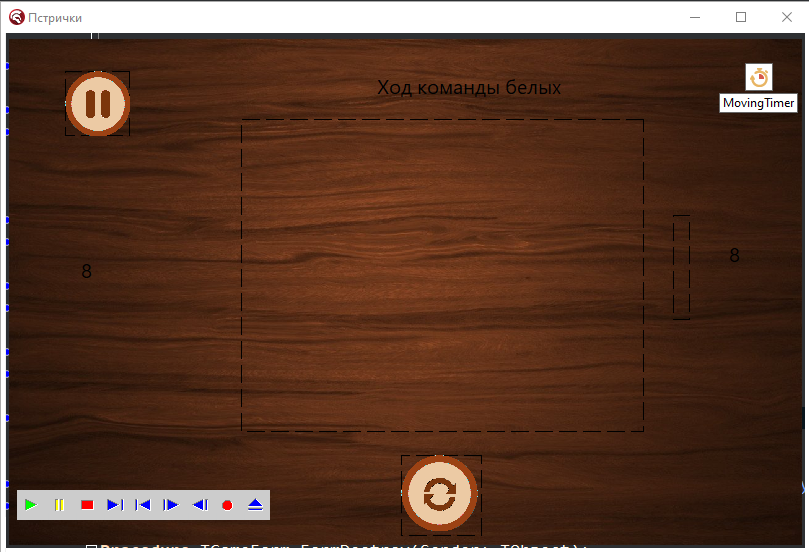 Пстрички
Ход команды белых
MovingTimer
8
8